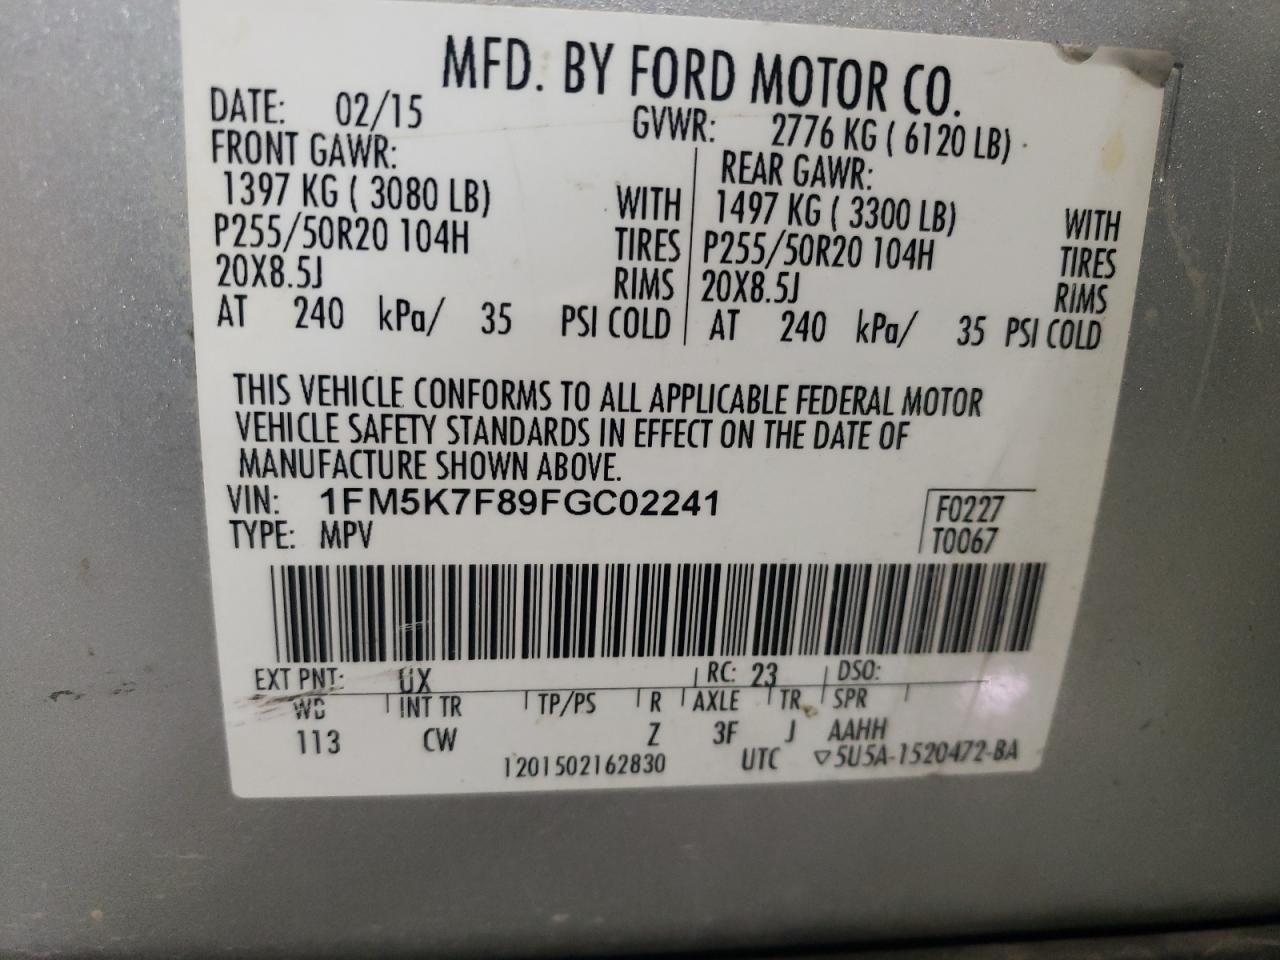 MFD. BY FORD MOTOR CO.
DATE: 02/15 GVWR: 2776 KG ( 6120 LB)
FRONT GAWR: REAR GAWR:
1397 KG ( 3080 LB) WITH 1497 KG ( 3300 LB) WITH
P255/50R20 104H TIRES P255/50R20 104H TIRES
20X8.5J RIMS 20X8.5J RIMS
AT 240 kPa/ 35 PSI COLD AT 240 kPa/ 35 PSI COLD
THIS VEHICLE CONFORMS TO ALL APPLICABLE FEDERAL MOTOR
VEHICLE SAFETY STANDARDS IN EFFECT ON THE DATE OF
MANUFACTURE SHOWN ABOVE.
VIN: 1FM5K7F89FGC02241 F0227
TYPE: MPV T0067
EXT PNT: UX RC: 23 DSO:
WB INT TR TP/PS R AXLE TR SPR
113 CW Z 3F J AAHH
1201502162830 UTC ▽5U5A-1520472-BA